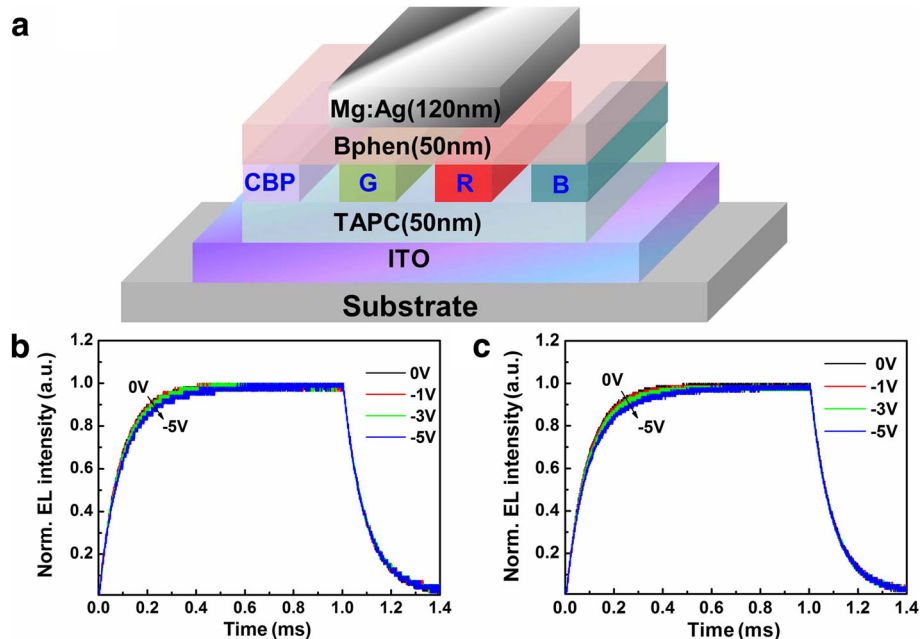 a
Mg:Ag(120nm)
Bphen(50nm)
CBP G R B
TAPC(50nm)
ITO
Substrate
b
Norm. EL intensity (a.u.)
1.2
1.0
0.8
0.6
0.4
0.2
0V
-5V
0V
-1V
-3V
-5V
0.0 0.2 0.4 0.6 0.8 1.0 1.2 1.4
Time (ms)
c
Norm. EL intensity (a.u.)
1.2
1.0
0.8
0.6
0.4
0.2
0V
-5V
0V
-1V
-3V
-5V
0.0 0.2 0.4 0.6 0.8 1.0 1.2 1.4
Time (ms)